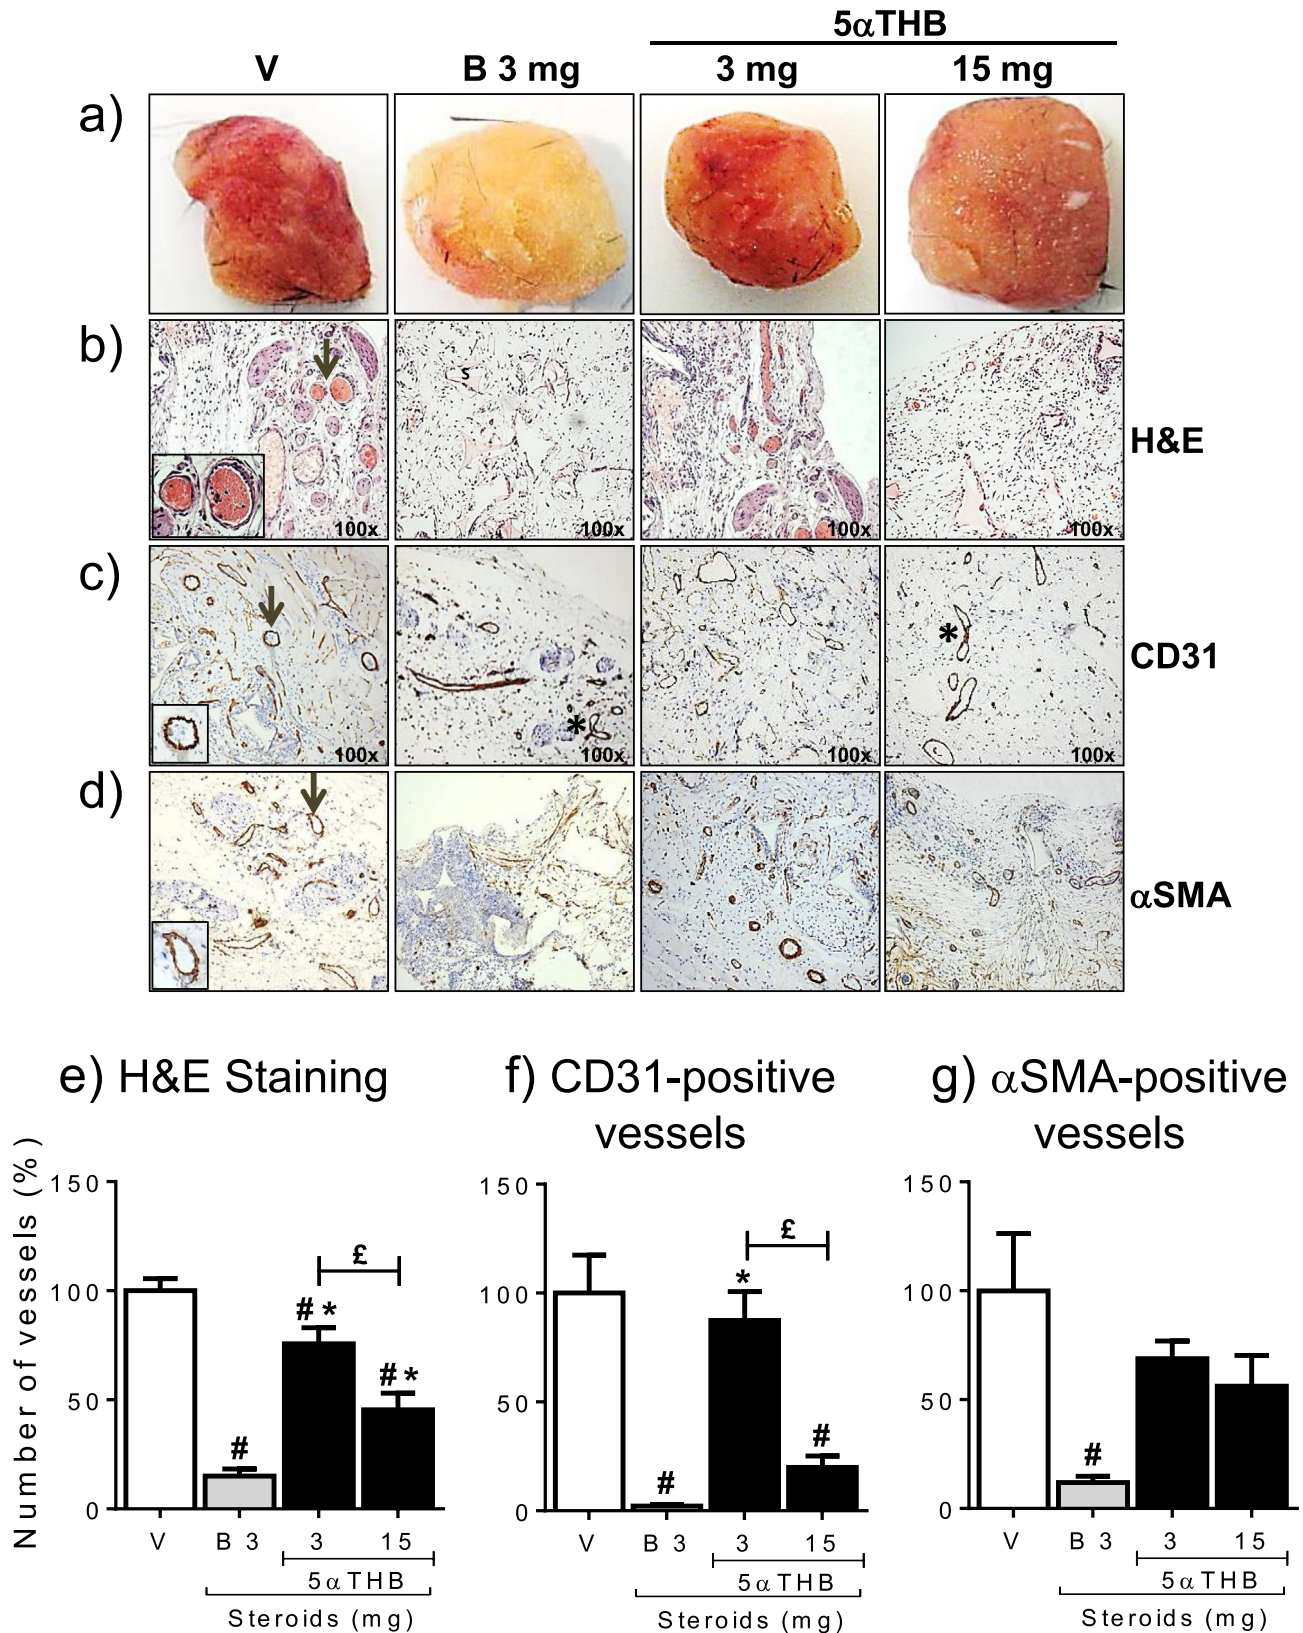 5αTHB
V B 3 mg 3 mg 15 mg
a)
b)
S
100x 100x 100x 100x
H&E
c)
*
*
100x 100x 100x 100x
CD31
d)
αSMA
e) H&E Staining
f) CD31-positive
vessels
g) αSMA-positive
vessels
Number of vessels (%)
150
100
50
0
£
# *
# *
#
V B 3 3 15
5αTHB
Steroids (mg)
150
100
50
0
£
*
#
#
V B 3 3 15
5αTHB
Steroids (mg)
150
100
50
0
#
V B 3 3 15
5αTHB
Steroids (mg)